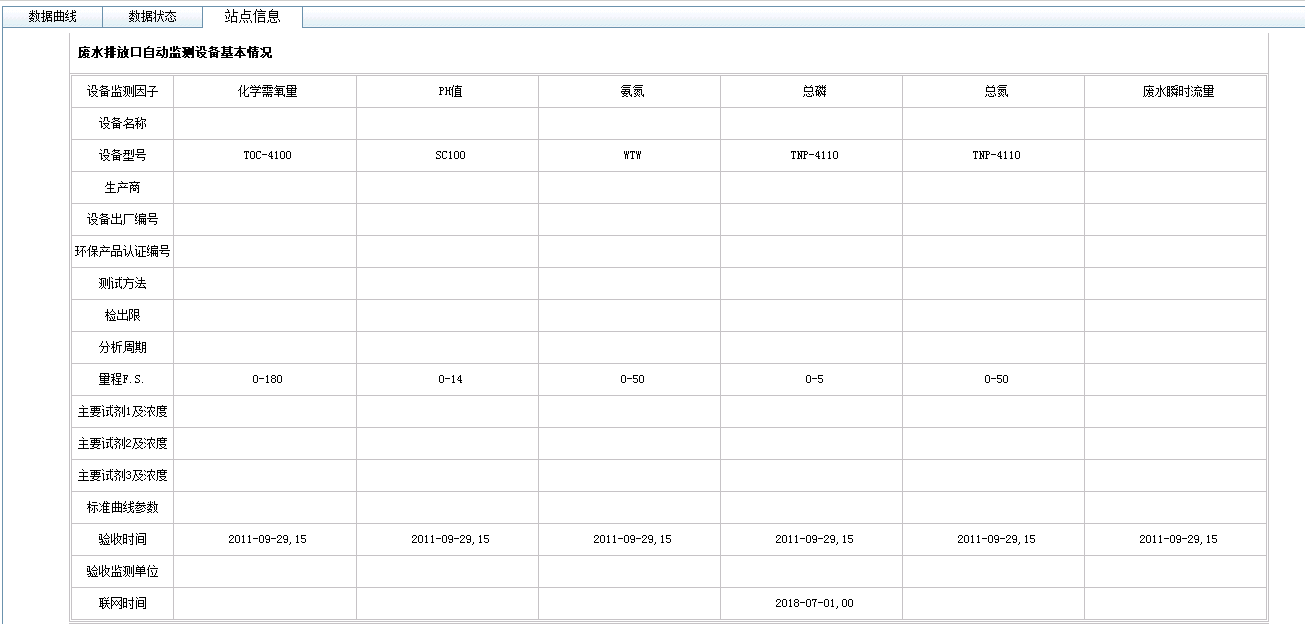 数据曲线 数据状态 站点信息
废水排放口自动监测设备基本情况
设备监测因子 化学需氧量 PH值 氨氮 总磷 总氮 废水瞬时流量
设备名称
设备型号 TOC-4100 SC100 WTW TNP-4110 TNP-4110
生产商
设备出厂编号
环保产品认证编号
测试方法
检出限
分析周期
量程F.S. 0-180 0-14 0-50 0-5 0-50
主要试剂1及浓度
主要试剂2及浓度
主要试剂3及浓度
标准曲线参数
验收时间 2011-09-29,15 2011-09-29,15 2011-09-29,15 2011-09-29,15 2011-09-29,15 2011-09-29,15
验收监测单位
联网时间 2018-07-01,00